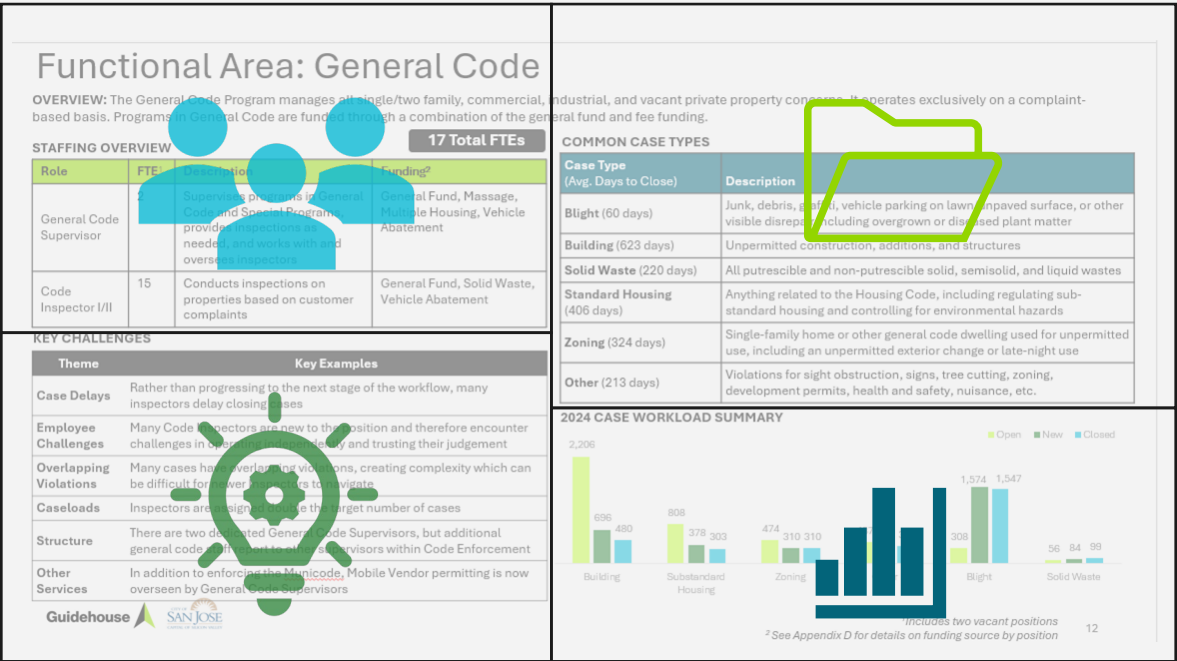 Functional Area: General Code
OVERVIEW: The General Code Program manages all single/two family, commercial, industrial, and vacant private property concerns. It operates exclusively on a complaint-
based basis. Programs in General Code are funded through a combination of the general fund and fee funding.
STAFFING OVERVIEW
17 Total FTEs
Role FTE¹ Description Funding²
General Code
Supervisor
2
Supervises programs in General
Code and Special Programs,
provides inspections as
needed, and works with and
oversees inspectors
General Fund, Massage,
Multiple Housing, Vehicle
Abatement
Code
Inspector I/II
15
Conducts inspections on
properties based on customer
complaints
General Fund, Solid Waste,
Vehicle Abatement
KEY CHALLENGES
Theme Key Examples
Case Delays
Rather than progressing to the next stage of the workflow, many
inspectors delay closing cases
Employee
Challenges
Many Code Inspectors are new to the position and therefore encounter
challenges in operating independently and trusting their judgement
Overlapping
Violations
Many cases have overlapping violations, creating complexity which can
be difficult for newer inspectors to navigate
Caseloads
Inspectors are assigned double the target number of cases
Structure
There are two dedicated General Code Supervisors, but additional
general code staff report to other supervisors within Code Enforcement
Other
Services
In addition to enforcing the Municode, Mobile Vendor permitting is now
overseen by General Code Supervisors
Guidehouse
CITY OF
SAN JOSE
CAPITAL OF SILICON VALLEY
COMMON CASE TYPES
Case Type
(Avg. Days to Close)
Description
Blight (60 days)
Junk, debris, graffiti, vehicle parking on lawn/unpaved surface, or other
visible disrepair including overgrown or diseased plant matter
Building (623 days)
Unpermitted construction, additions, and structures
Solid Waste (220 days)
All putrescible and non-putrescible solid, semisolid, and liquid wastes
Standard Housing
(406 days)
Anything related to the Housing Code, including regulating sub-
standard housing and controlling for environmental hazards
Zoning (324 days)
Single-family home or other general code dwelling used for unpermitted
use, including an unpermitted exterior change or late-night use
Other (213 days)
Violations for sight obstruction, signs, tree cutting, zoning,
development permits, health and safety, nuisance, etc.
2024 CASE WORKLOAD SUMMARY
Open New Closed
2,206 696 480
808 378 303
474 310 310
308 1,574 1,547
56 84 99
Building
Substandard
Housing
Zoning
Blight
Solid Waste
¹Includes two vacant positions
² See Appendix D for details on funding source by position
12